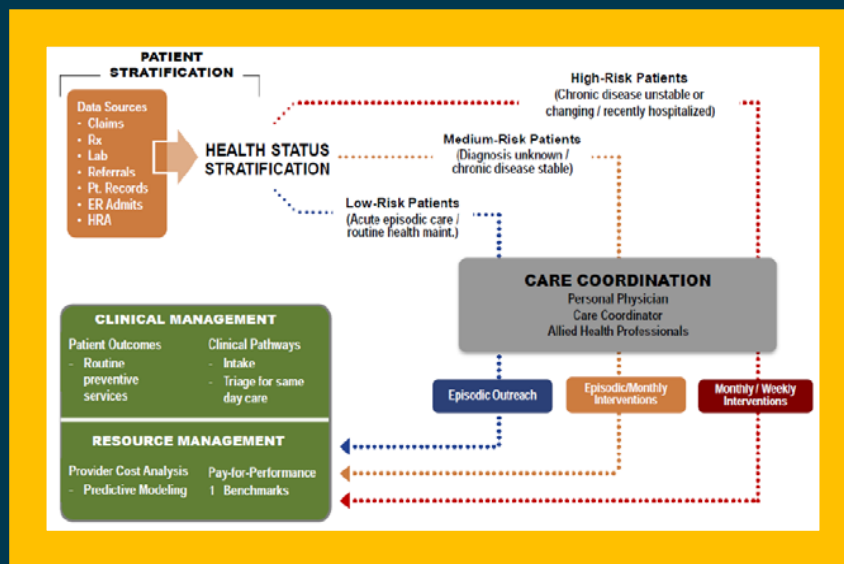 PATIENT
STRATIFICATION
Data Sources
· Claims
· Rx
· Lab
· Referrals
· Pt. Records
· ER Admits
· HRA
HEALTH STATUS
STRATIFICATION
High-Risk Patients
(Chronic disease unstable or
changing / recently hospitalized)
Medium-Risk Patients
(Diagnosis unknown /
chronic disease stable)
Low-Risk Patients
(Acute episodic care /
routine health maint.)
CARE COORDINATION
Personal Physician
Care Coordinator
Allied Health Professionals
Episodic Outreach
Episodic/Monthly
Interventions
Monthly / Weekly
Interventions
CLINICAL MANAGEMENT
Patient Outcomes
- Routine
preventive
services
Clinical Pathways
- Intake
- Triage for same
day care
RESOURCE MANAGEMENT
Provider Cost Analysis
- Predictive Modeling
Pay-for-Performance
1 Benchmarks